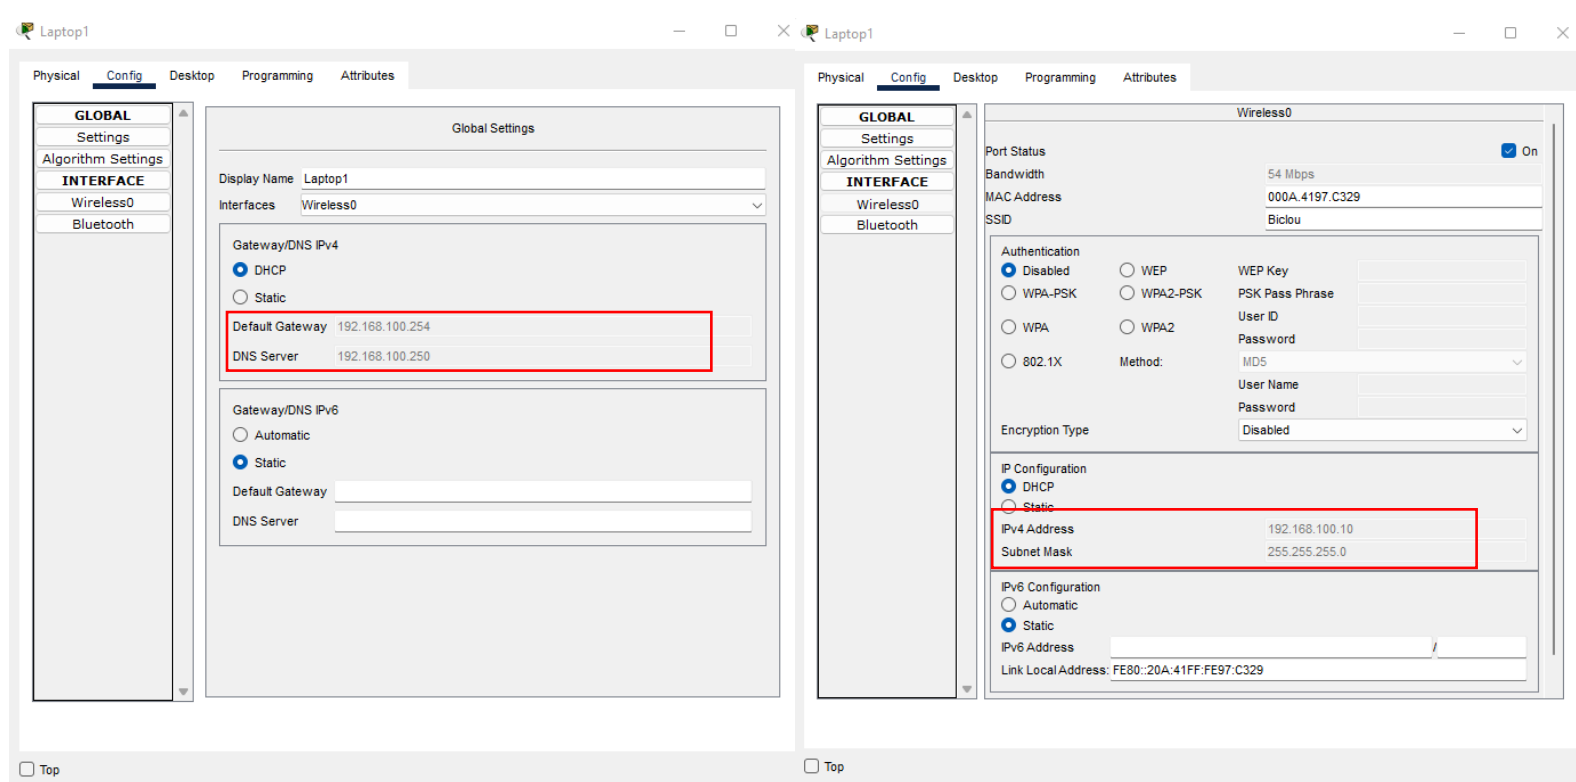 Laptop1
Physical Config Desktop Programming Attributes
GLOBAL
Settings
Algorithm Settings
INTERFACE
Wireless0
Bluetooth
Global Settings
Display Name Laptop1
Interfaces Wireless0
Gateway/DNS IPv4
DHCP
Static
Default Gateway 192.168.100.254
DNS Server 192.168.100.250
Gateway/DNS IPv6
Automatic
Static
Default Gateway
DNS Server
Top
Laptop1
Physical Config Desktop Programming Attributes
GLOBAL
Settings
Algorithm Settings
INTERFACE
Wireless0
Bluetooth
Wireless0
Port Status On
Bandwidth 54 Mbps
MAC Address 000A.4197.C329
SSID Biclou
Authentication
Disabled WEP WEP Key
WPA-PSK WPA2-PSK PSK Pass Phrase
User ID
WPA WPA2
Password
802.1X Method: MD5
User Name
Password
Encryption Type Disabled
IP Configuration
DHCP
Static
IPv4 Address 192.168.100.10
Subnet Mask 255.255.255.0
IPv6 Configuration
Automatic
Static
IPv6 Address /
Link Local Address: FE80::20A:41FF:FE97:C329
Top